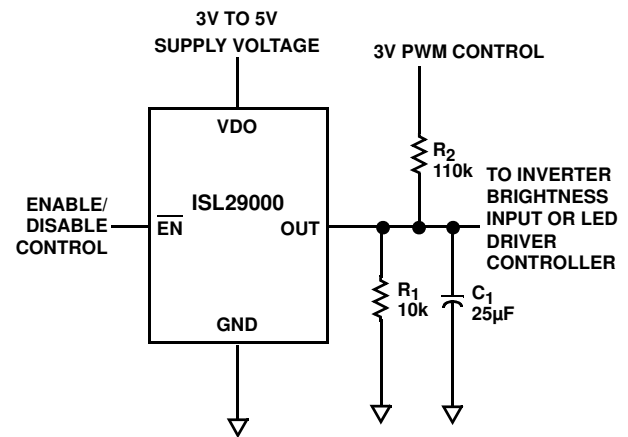 3V TO 5V
SUPPLY VOLTAGE
3V PWM CONTROL
VDO
R2
110k
ENABLE/
DISABLE
CONTROL
EN
ISL29000
OUT
TO INVERTER
BRIGHTNESS
INPUT OR LED
DRIVER
CONTROLLER
R1
10k
C1
25µF
GND